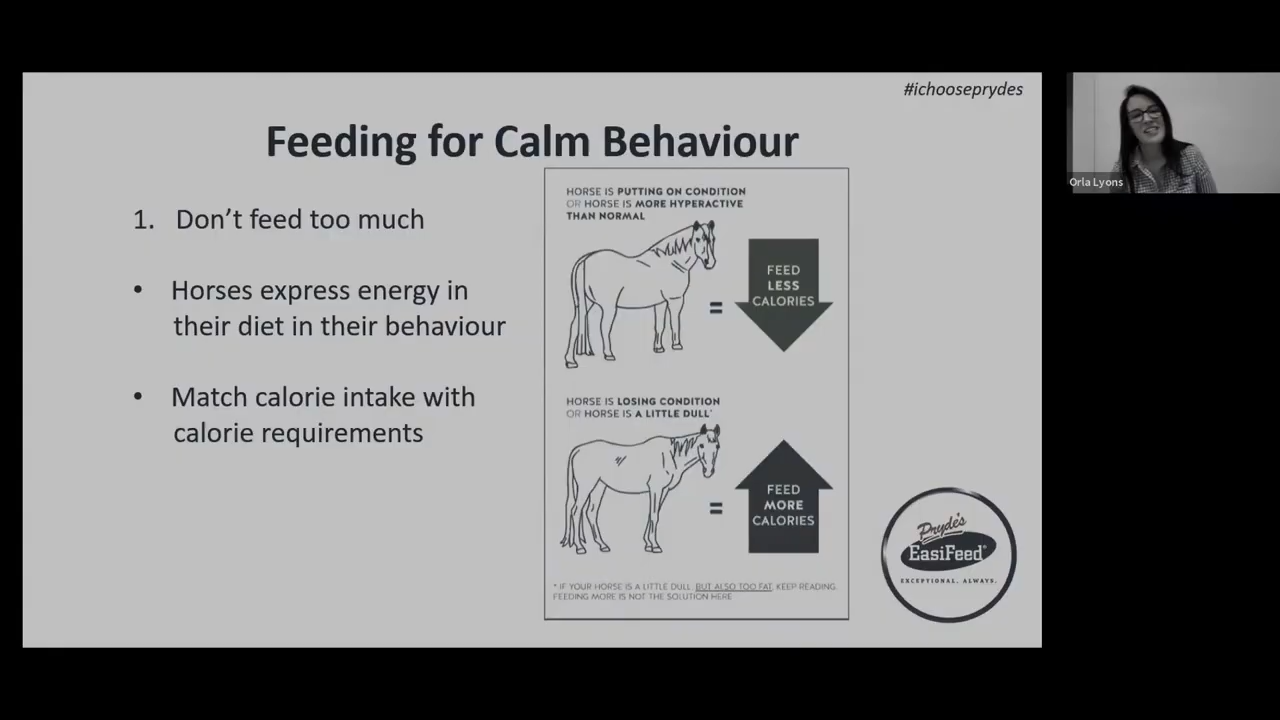 #ichooseprydes
Feeding for Calm Behaviour
1. Don't feed too much
• Horses express energy in
their diet in their behaviour
• Match calorie intake with
calorie requirements
HORSE IS PUTTING ON CONDITION
OR HORSE IS MORE HYPERACTIVE
THAN NORMAL
=
FEED
LESS
CALORIES
HORSE IS LOSING CONDITION
OR HORSE IS A LITTLE DULL*
=
FEED
MORE
CALORIES
* IF YOUR HORSE IS A LITTLE DULL BUT ALSO TOO FAT, KEEP READING.
FEEDING MORE IS NOT THE SOLUTION HERE
Pryde's
EasiFeed®
EXCEPTIONAL. ALWAYS.
Orla Lyons